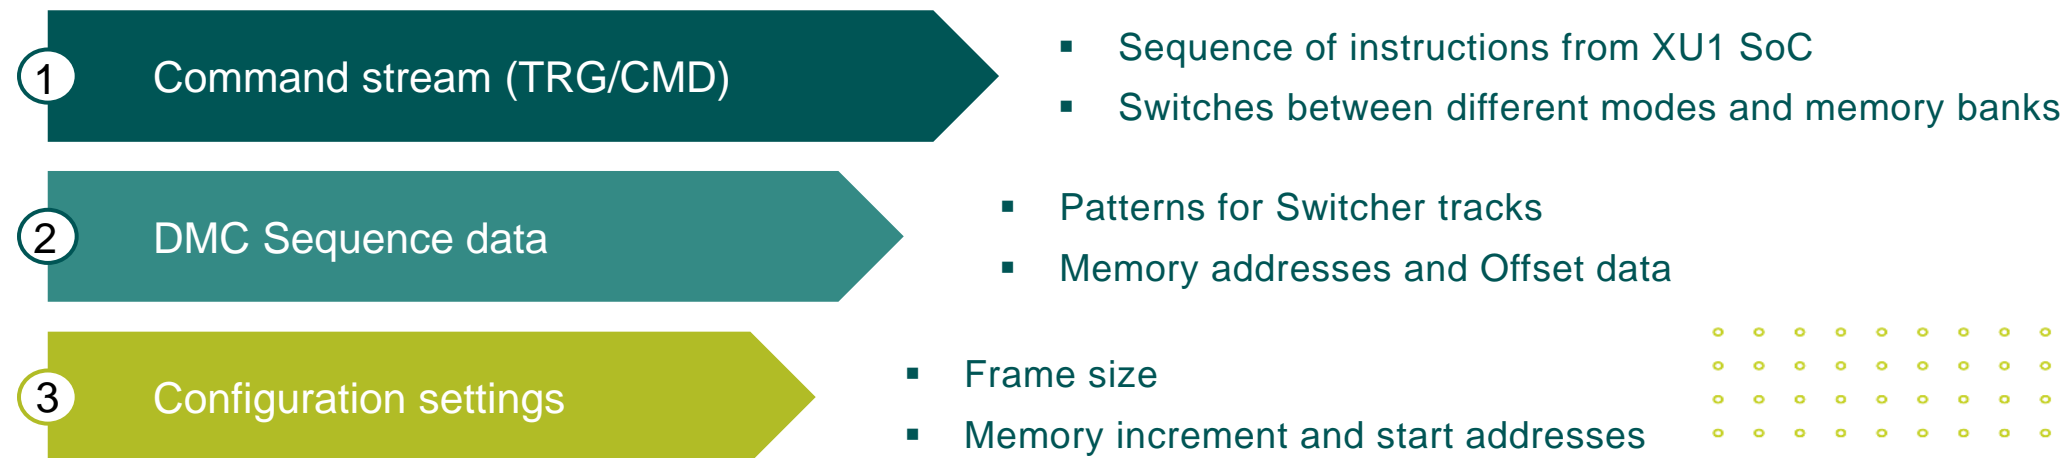 1 Command stream (TRG/CMD)
▪ Sequence of instructions from XU1 SoC
▪ Switches between different modes and memory banks
2 DMC Sequence data
▪ Patterns for Switcher tracks
▪ Memory addresses and Offset data
3 Configuration settings
▪ Frame size
▪ Memory increment and start addresses